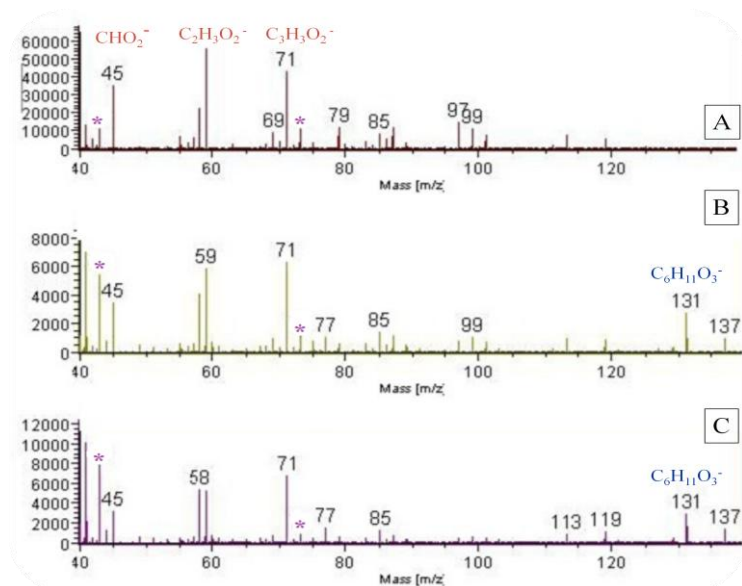 CHO₂⁻ C₂H₃O₂⁻ C₃H₃O₂⁻
60000
50000
40000
30000
20000
10000
0
45 71 69 79 85 97 99
* *
A
40 60 80 100 120
Mass [m/z]
B
8000
6000
4000
2000
0
* 45 59 71 * 77 85 99 131 137
C₆H₁₁O₃⁻
40 60 80 100 120
Mass [m/z]
C
12000
10000
8000
6000
4000
2000
0
* 45 58 71 * 77 85 113 119 131 137
C₆H₁₁O₃⁻
40 60 80 100 120
Mass [m/z]